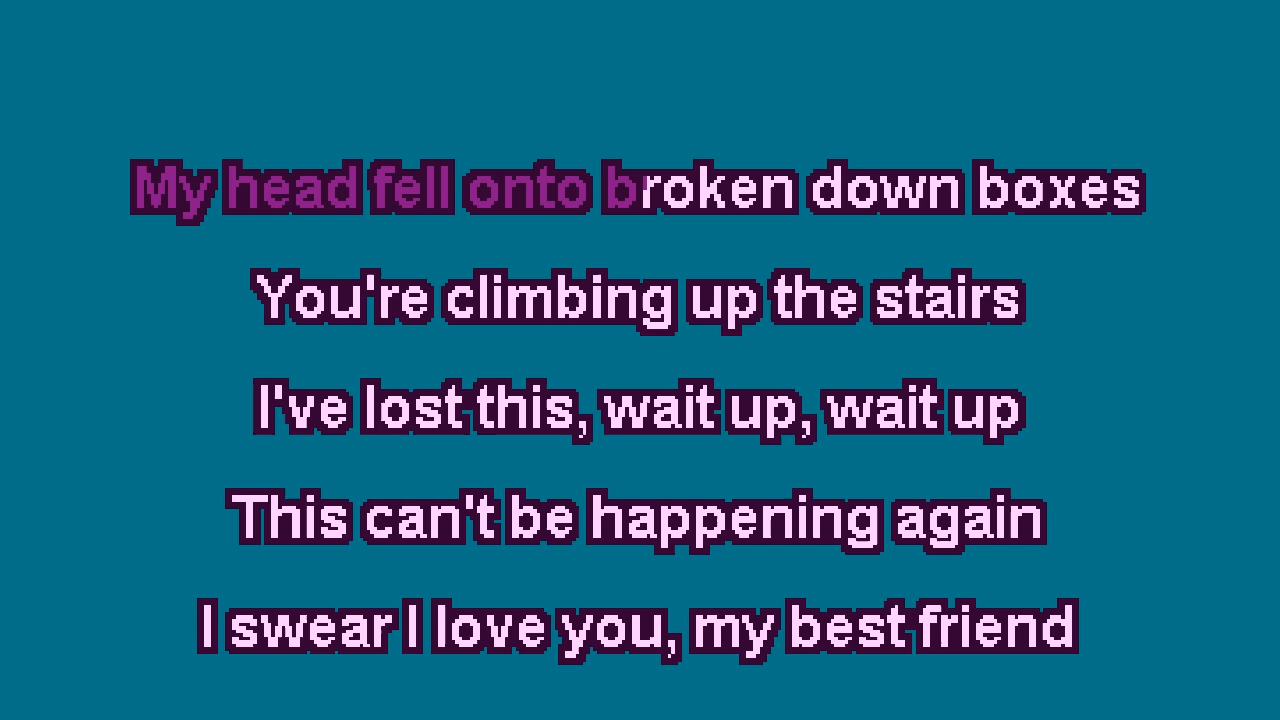 My head fell onto broken down boxes
You're climbing up the stairs
I've lost this, wait up, wait up
This can't be happening again
I swear I love you, my best friend